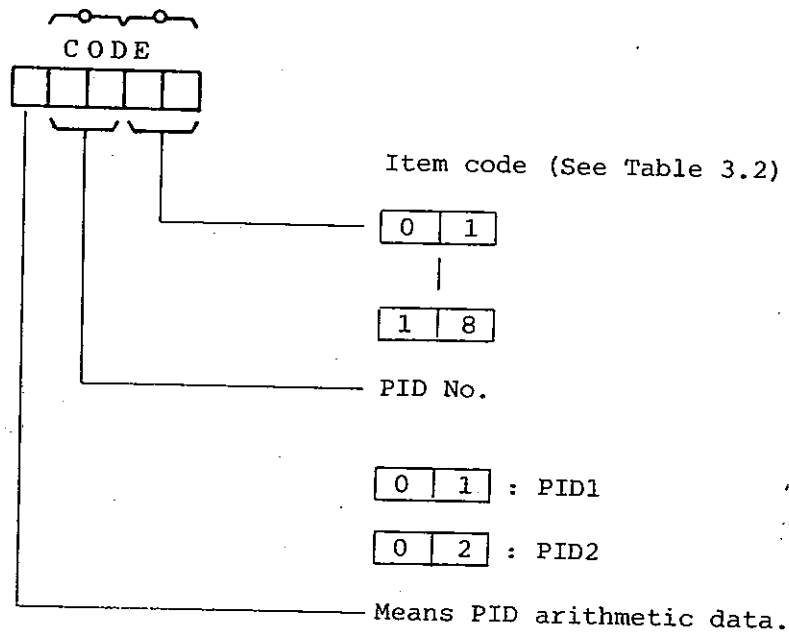 CODE
Item code (See Table 3.2)
0 1
1 8
PID No.
0 1 : PID1
0 2 : PID2
Means PID arithmetic data.